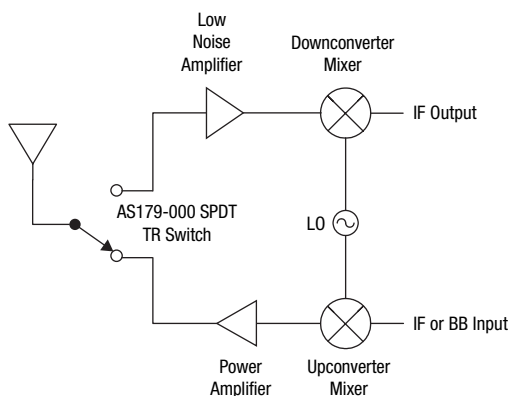 Low
Noise
Amplifier
Downconverter
Mixer
IF Output
AS179-000 SPDT
TR Switch
LO
IF or BB Input
Power
Amplifier
Upconverter
Mixer